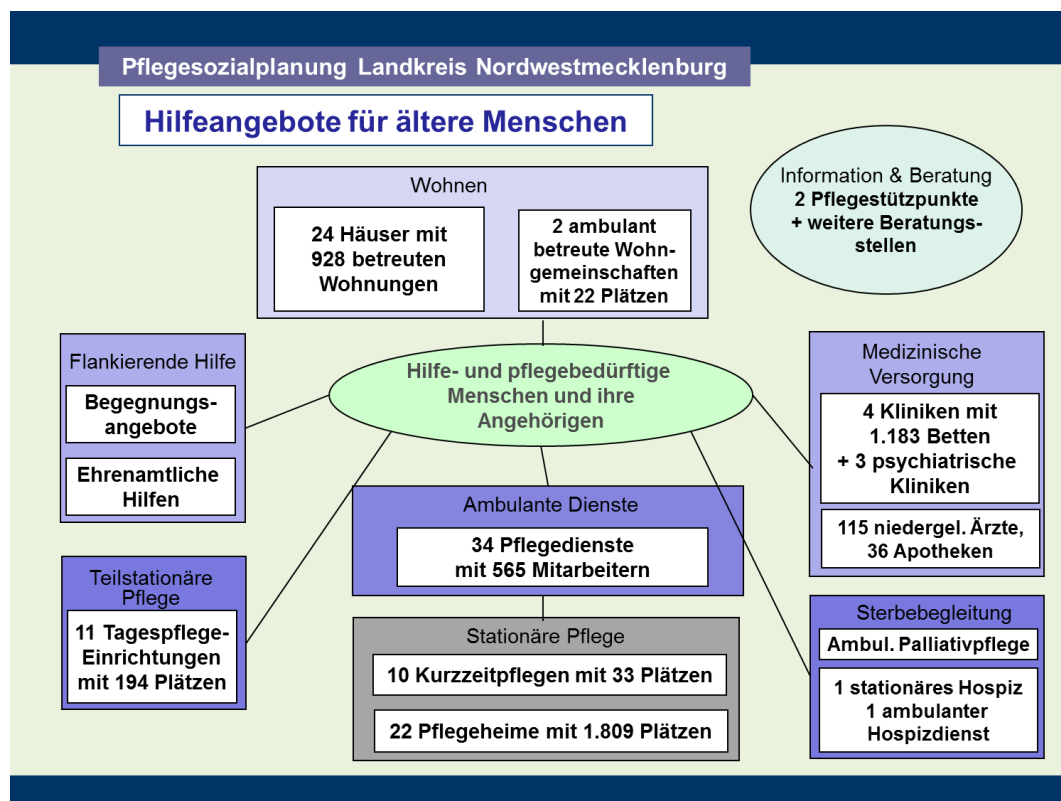 Pflegesozialplanung Landkreis Nordwestmecklenburg
Hilfeangebote für ältere Menschen
Information & Beratung
2 Pflegestützpunkte
+ weitere Beratungs-
stellen
Wohnen
24 Häuser mit
928 betreuten
Wohnungen
2 ambulant
betreute Wohn-
gemeinschaften
mit 22 Plätzen
Flankierende Hilfe
Begegnungs-
angebote
Ehrenamtliche
Hilfen
Hilfe- und pflegebedürftige
Menschen und ihre
Angehörigen
Medizinische
Versorgung
4 Kliniken mit
1.183 Betten
+ 3 psychiatrische
Kliniken
115 niedergel. Ärzte,
36 Apotheken
Ambulante Dienste
34 Pflegedienste
mit 565 Mitarbeitern
Teilstationäre
Pflege
11 Tagespflege-
Einrichtungen
mit 194 Plätzen
Stationäre Pflege
10 Kurzzeitpflegen mit 33 Plätzen
22 Pflegeheime mit 1.809 Plätzen
Sterbebegleitung
Ambul. Palliativpflege
1 stationäres Hospiz
1 ambulanter
Hospizdienst